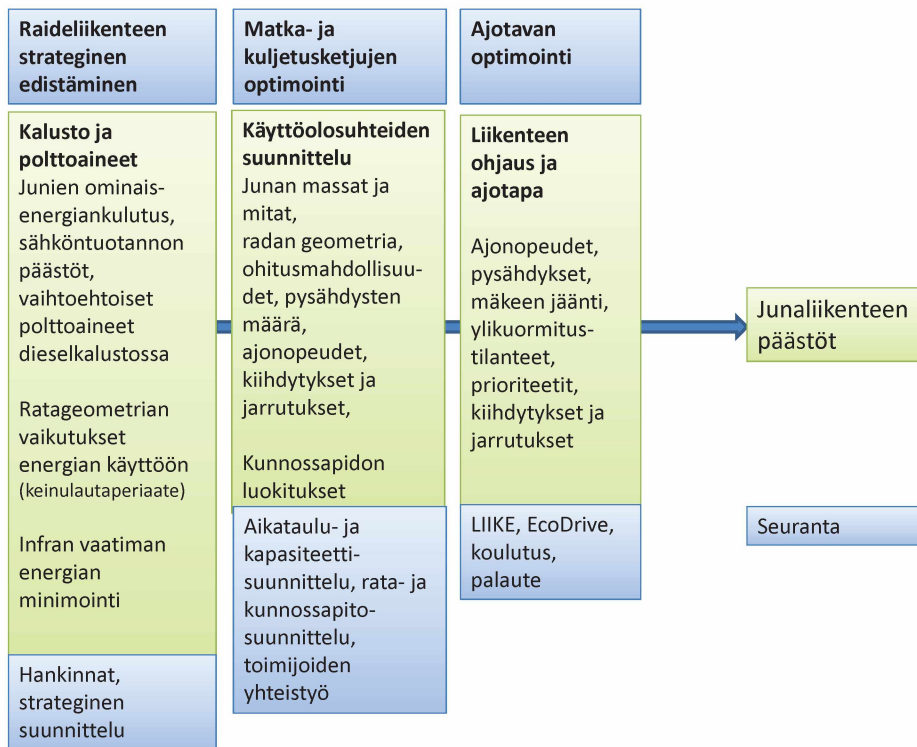 Raideliikenteen
strateginen
edistäminen
Kalusto ja
polttoaineet
Junien ominais-
energiankulutus,
sähköntuotannon
päästöt,
vaihtoehtoiset
polttoaineet
dieselkalustossa
Ratageometrian
vaikutukset
energian käyttöön
(keinulautaperiaate)
Infran vaatiman
energian
minimointi
Hankinnat,
strateginen
suunnittelu
Matka- ja
kuljetusketjujen
optimointi
Käyttöolosuhteiden
suunnittelu
Junan massat ja
mitat,
radan geometria,
ohitusmahdollisuu-
det, pysähdysten
määrä,
ajonopeudet,
kiihdytykset ja
jarrutukset,
Kunnossapidon
luokitukset
Aikataulu- ja
kapasiteetti-
suunnittelu, rata- ja
kunnossapito-
suunnittelu,
toimijoiden
yhteistyö
Ajotavan
optimointi
Liikenteen
ohjaus ja
ajotapa
Ajonopeudet,
pysähdykset,
mäkeen jäänti,
ylikuormitus-
tilanteet,
prioriteetit,
kiihdytykset ja
jarrutukset
LIIKE, EcoDrive,
koulutus,
palaute
Junaliikenteen
päästöt
Seuranta